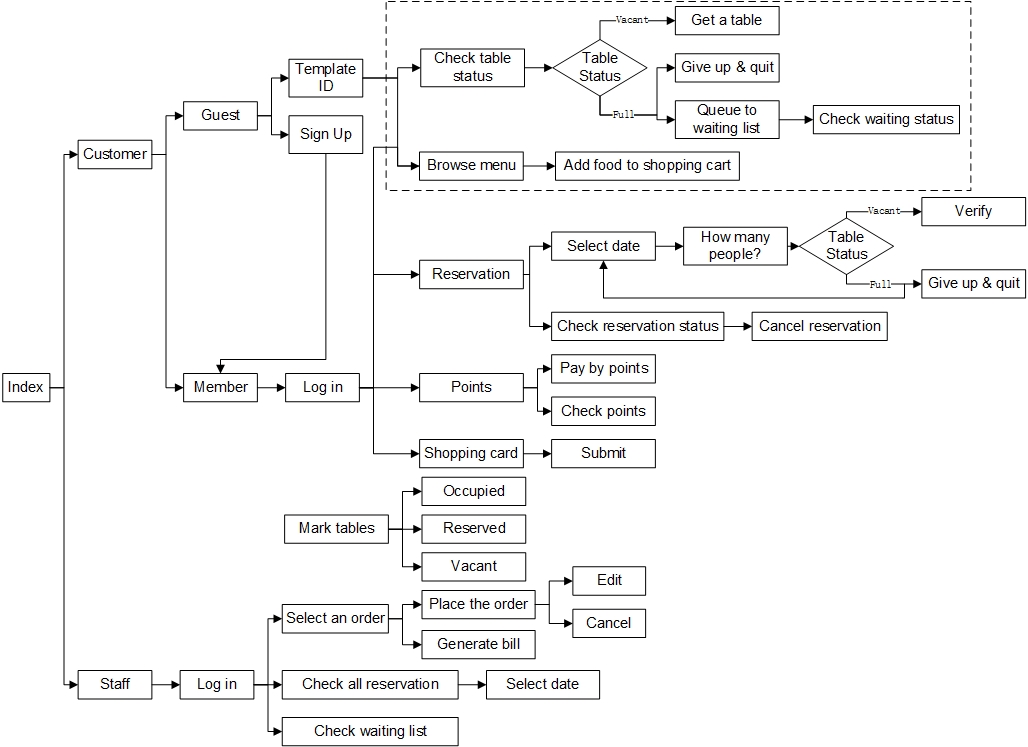 Vacant
Get a table
Check table
status
Table
Status
Give up & quit
Template
ID
Full
Queue to
waiting list
Check waiting status
Guest
Sign Up
Customer
Browse menu
Add food to shopping cart
Vacant
Verify
Select date
How many
people?
Table
Status
Reservation
Full
Give up & quit
Check reservation status
Cancel reservation
Pay by points
Index
Member
Log in
Points
Check points
Shopping card
Submit
Occupied
Mark tables
Reserved
Vacant
Edit
Select an order
Place the order
Cancel
Generate bill
Staff
Log in
Check all reservation
Select date
Check waiting list